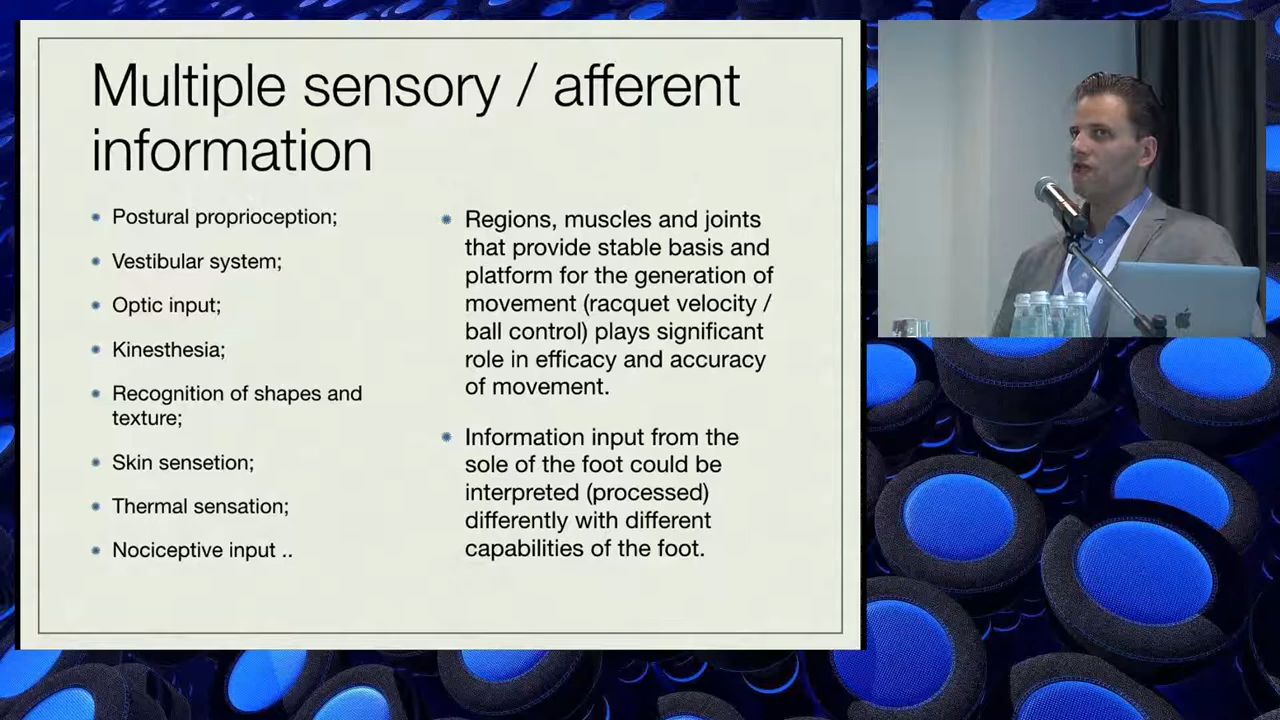 Multiple sensory / afferent
information
Postural proprioception;
Vestibular system;
Optic input;
Kinesthesia;
Recognition of shapes and
texture;
Skin sensetion;
Thermal sensation;
Nociceptive input ..
Regions, muscles and joints
that provide stable basis and
platform for the generation of
movement (racquet velocity /
ball control) plays significant
role in efficacy and accuracy
of movement.
Information input from the
sole of the foot could be
interpreted (processed)
differently with different
capabilities of the foot.